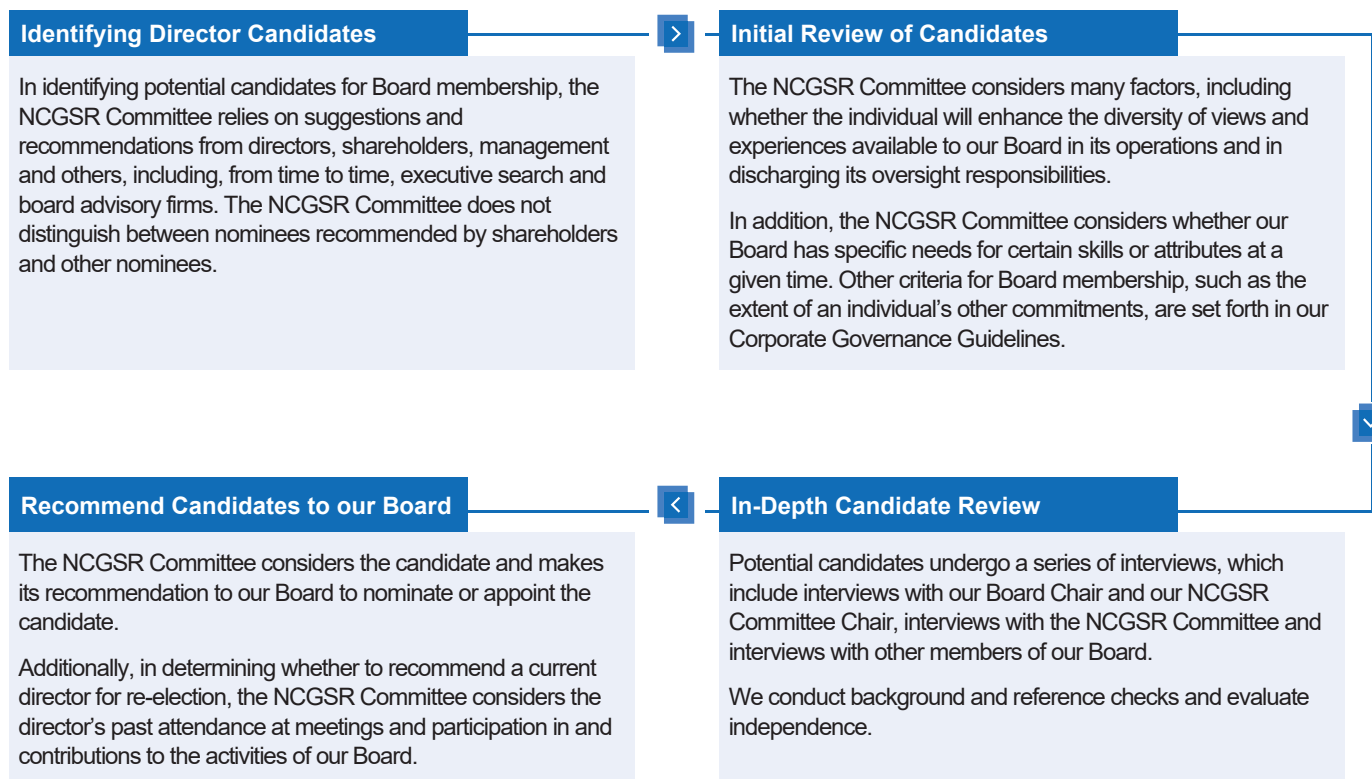 Identifying Director Candidates
In identifying potential candidates for Board membership, the
NCGSR Committee relies on suggestions and
recommendations from directors, shareholders, management
and others, including, from time to time, executive search and
board advisory firms. The NCGSR Committee does not
distinguish between nominees recommended by shareholders
and other nominees.
Initial Review of Candidates
The NCGSR Committee considers many factors, including
whether the individual will enhance the diversity of views and
experiences available to our Board in its operations and in
discharging its oversight responsibilities.
In addition, the NCGSR Committee considers whether our
Board has specific needs for certain skills or attributes at a
given time. Other criteria for Board membership, such as the
extent of an individual’s other commitments, are set forth in our
Corporate Governance Guidelines.
In-Depth Candidate Review
Potential candidates undergo a series of interviews, which
include interviews with our Board Chair and our NCGSR
Committee Chair, interviews with the NCGSR Committee and
interviews with other members of our Board.
We conduct background and reference checks and evaluate
independence.
Recommend Candidates to our Board
The NCGSR Committee considers the candidate and makes
its recommendation to our Board to nominate or appoint the
candidate.
Additionally, in determining whether to recommend a current
director for re-election, the NCGSR Committee considers the
director’s past attendance at meetings and participation in and
contributions to the activities of our Board.